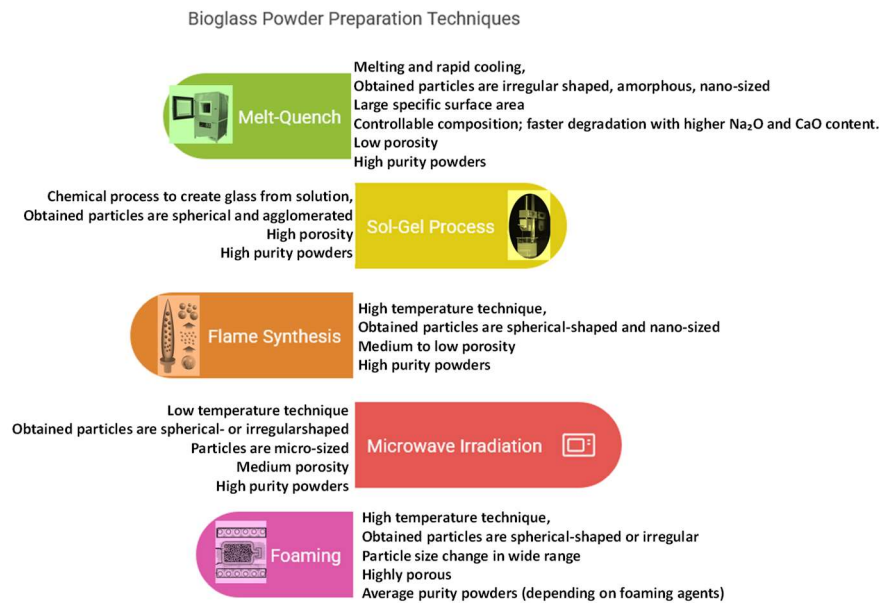 Bioglass Powder Preparation Techniques
Melt-Quench
Melting and rapid cooling,
Obtained particles are irregular shaped, amorphous, nano-sized
Large specific surface area
Controllable composition; faster degradation with higher Na₂O and CaO content.
Low porosity
High purity powders
Chemical process to create glass from solution,
Obtained particles are spherical and agglomerated
High porosity
High purity powders
Sol-Gel Process
Flame Synthesis
High temperature technique,
Obtained particles are spherical-shaped and nano-sized
Medium to low porosity
High purity powders
Low temperature technique
Obtained particles are spherical- or irregularshaped
Particles are micro-sized
Medium porosity
High purity powders
Microwave Irradiation
Foaming
High temperature technique,
Obtained particles are spherical-shaped or irregular
Particle size change in wide range
Highly porous
Average purity powders (depending on foaming agents)